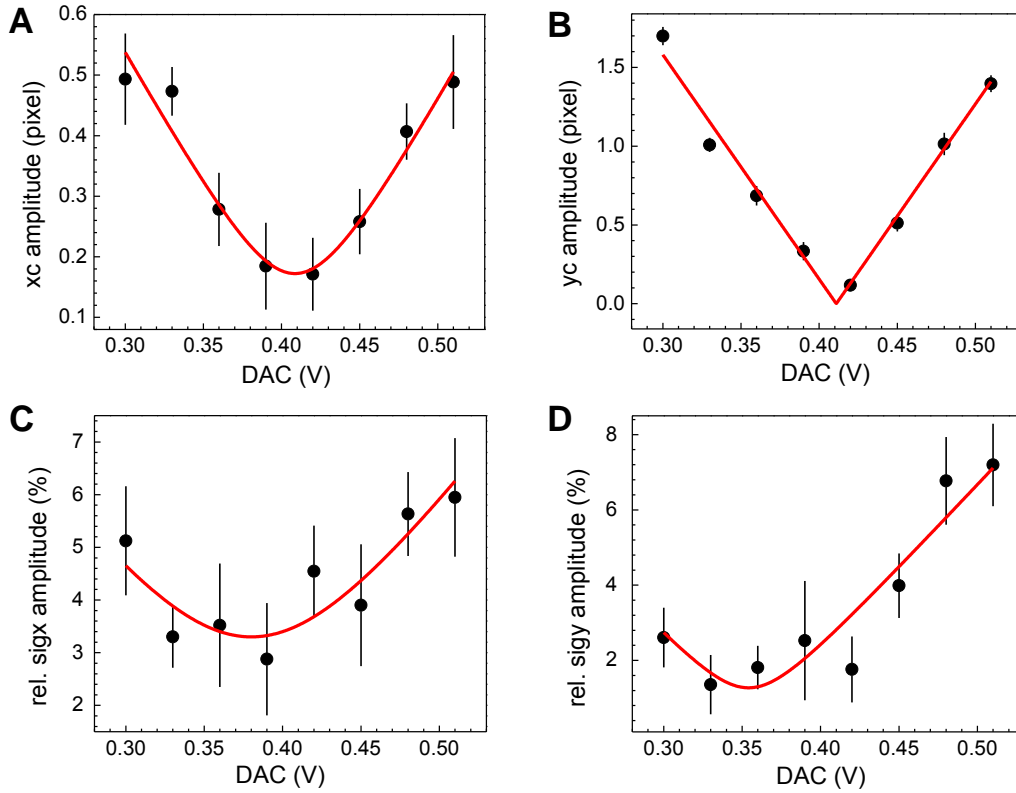 A
xc amplitude (pixel)
0.6
0.5
0.4
0.3
0.2
0.1
0.30 0.35 0.40 0.45 0.50
DAC (V)
B
yc amplitude (pixel)
1.5
1.0
0.5
0.0
0.30 0.35 0.40 0.45 0.50
DAC (V)
C
rel. sigx amplitude (%)
7
6
5
4
3
2
0.30 0.35 0.40 0.45 0.50
DAC (V)
D
rel. sigy amplitude (%)
8
6
4
2
0.30 0.35 0.40 0.45 0.50
DAC (V)